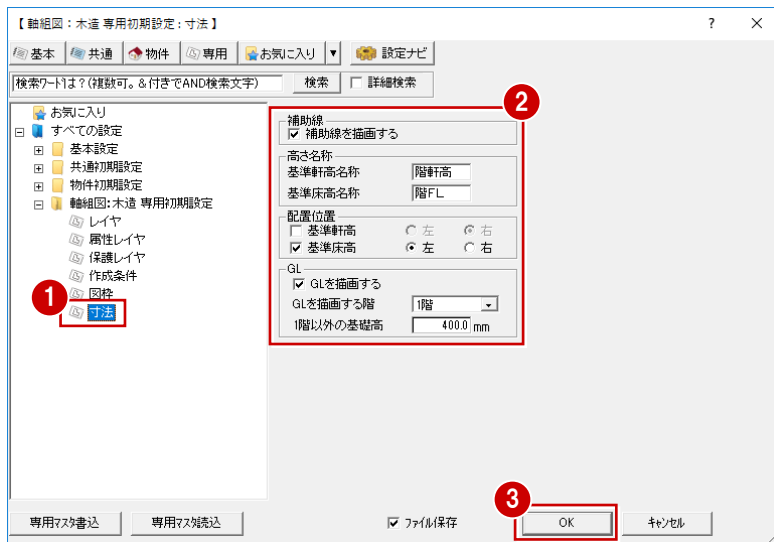 【 軸組図：木造 専用初期設定：寸法 】 ? ×
基本 共通 物件 専用 お気に入り ▼ 設定ナビ
検索ワードは？(複数可。&付きでAND検索文字) 検索 詳細検索
お気に入り
すべての設定
基本設定
共通初期設定
物件初期設定
軸組図:木造 専用初期設定
レイヤ
属性レイヤ
保護レイヤ
作成条件
1 図枠
寸法
2
補助線
補助線を描画する
高さ名称
基準軒高名称 階軒高
基準床高名称 階FL
配置位置
基準軒高 左 右
基準床高 左 右
GL
GLを描画する
GLを描画する階 1階
1階以外の基礎高 400.0 mm
3
専用マスタ書込 専用マスタ読込 ファイル保存 OK キャンセル